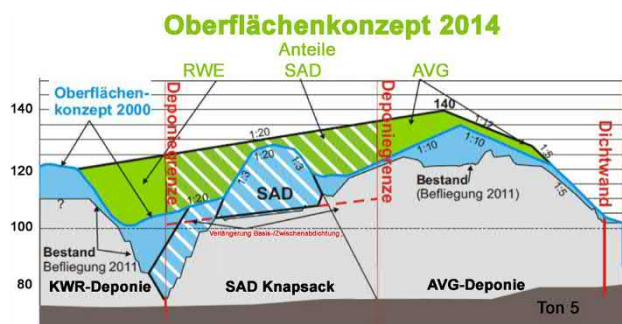 Oberflächenkonzept 2014
Anteile
RWE SAD AVG
Oberflächen-
konzept 2000
Deponiegrenze
Deponiegrenze
Dichtwand
140
120
100
80
140
1:20
1:12
1:5
1:20
1:3
1:3
1:10
1:10
1:5
1:20
SAD
?
Bestand
(Befliegung 2011)
Verlängerung Basis-/Zwischenabdichtung
Bestand
Befliegung 2011
KWR-Deponie
SAD Knapsack
AVG-Deponie
Ton 5